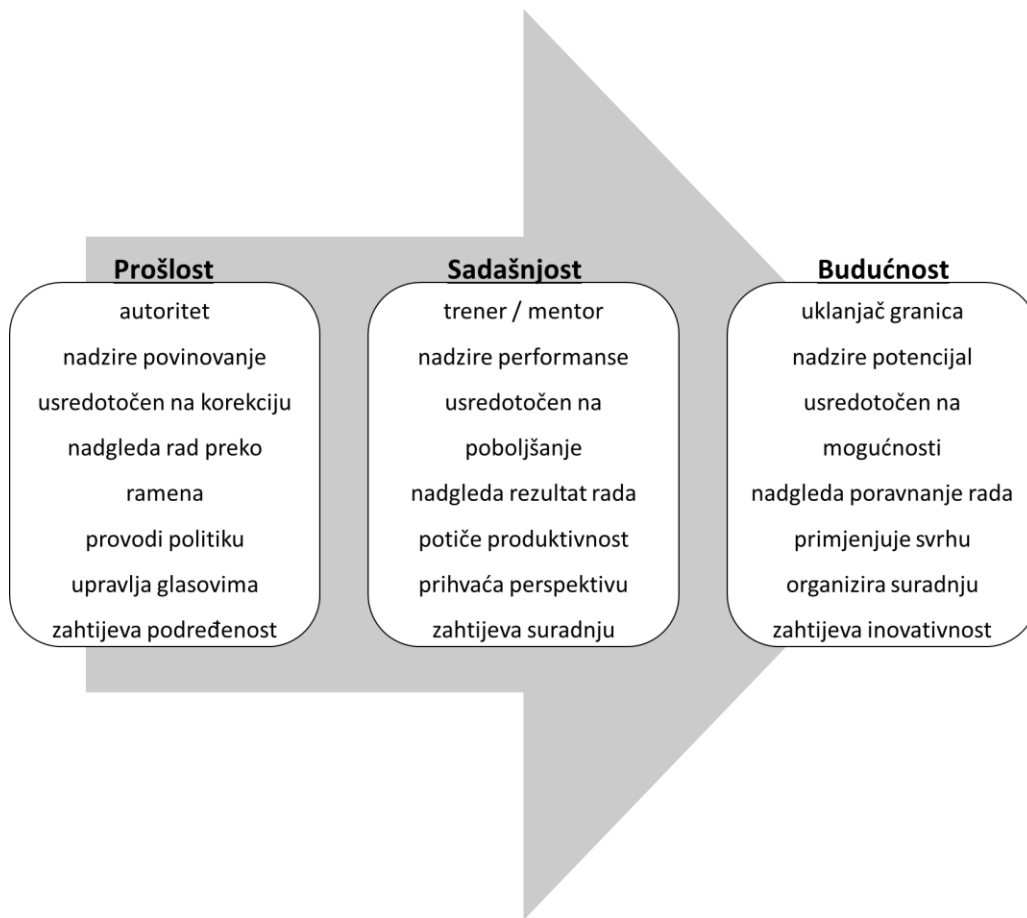 Prošlost
autoritet
nadzire povinovanje
usredotočen na korekciju
nadgleda rad preko
ramena
provodi politiku
upravlja glasovima
zahtijeva podređenost
Sadašnjost
trener / mentor
nadzire performanse
usredotočen na
poboljšanje
nadgleda rezultat rada
potiče produktivnost
prihvaća perspektivu
zahtijeva suradnju
Budućnost
uklanjač granica
nadzire potencijal
usredotočen na
mogućnosti
nadgleda poravnanje rada
primjenjuje svrhu
organizira suradnju
zahtijeva inovativnost